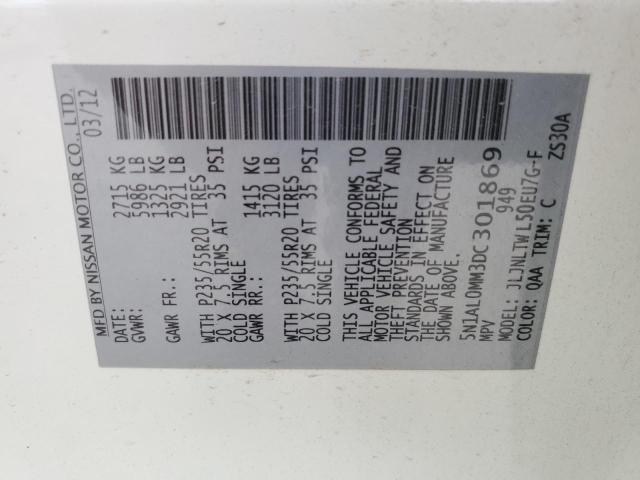 MFD BY NISSAN MOTOR CO., LTD.
DATE: 03/12
GVWR: 2715 KG
5986 LB
GAWR FR.: 1325 KG
2921 LB
WITH P235/55R20 TIRES
20 X 7.5 RIMS AT 35 PSI
COLD SINGLE
GAWR RR.: 1415 KG
3120 LB
WITH P235/55R20 TIRES
20 X 7.5 RIMS AT 35 PSI
COLD SINGLE
THIS VEHICLE CONFORMS TO
ALL APPLICABLE FEDERAL
MOTOR VEHICLE SAFETY AND
THEFT PREVENTION
STANDARDS IN EFFECT ON
THE DATE OF MANUFACTURE
SHOWN ABOVE.
5N1AL0MM3DC301869
MPV 949
MODEL: JLJNLTWL50EU7G-F
COLOR: QAA TRIM: C ZS30A